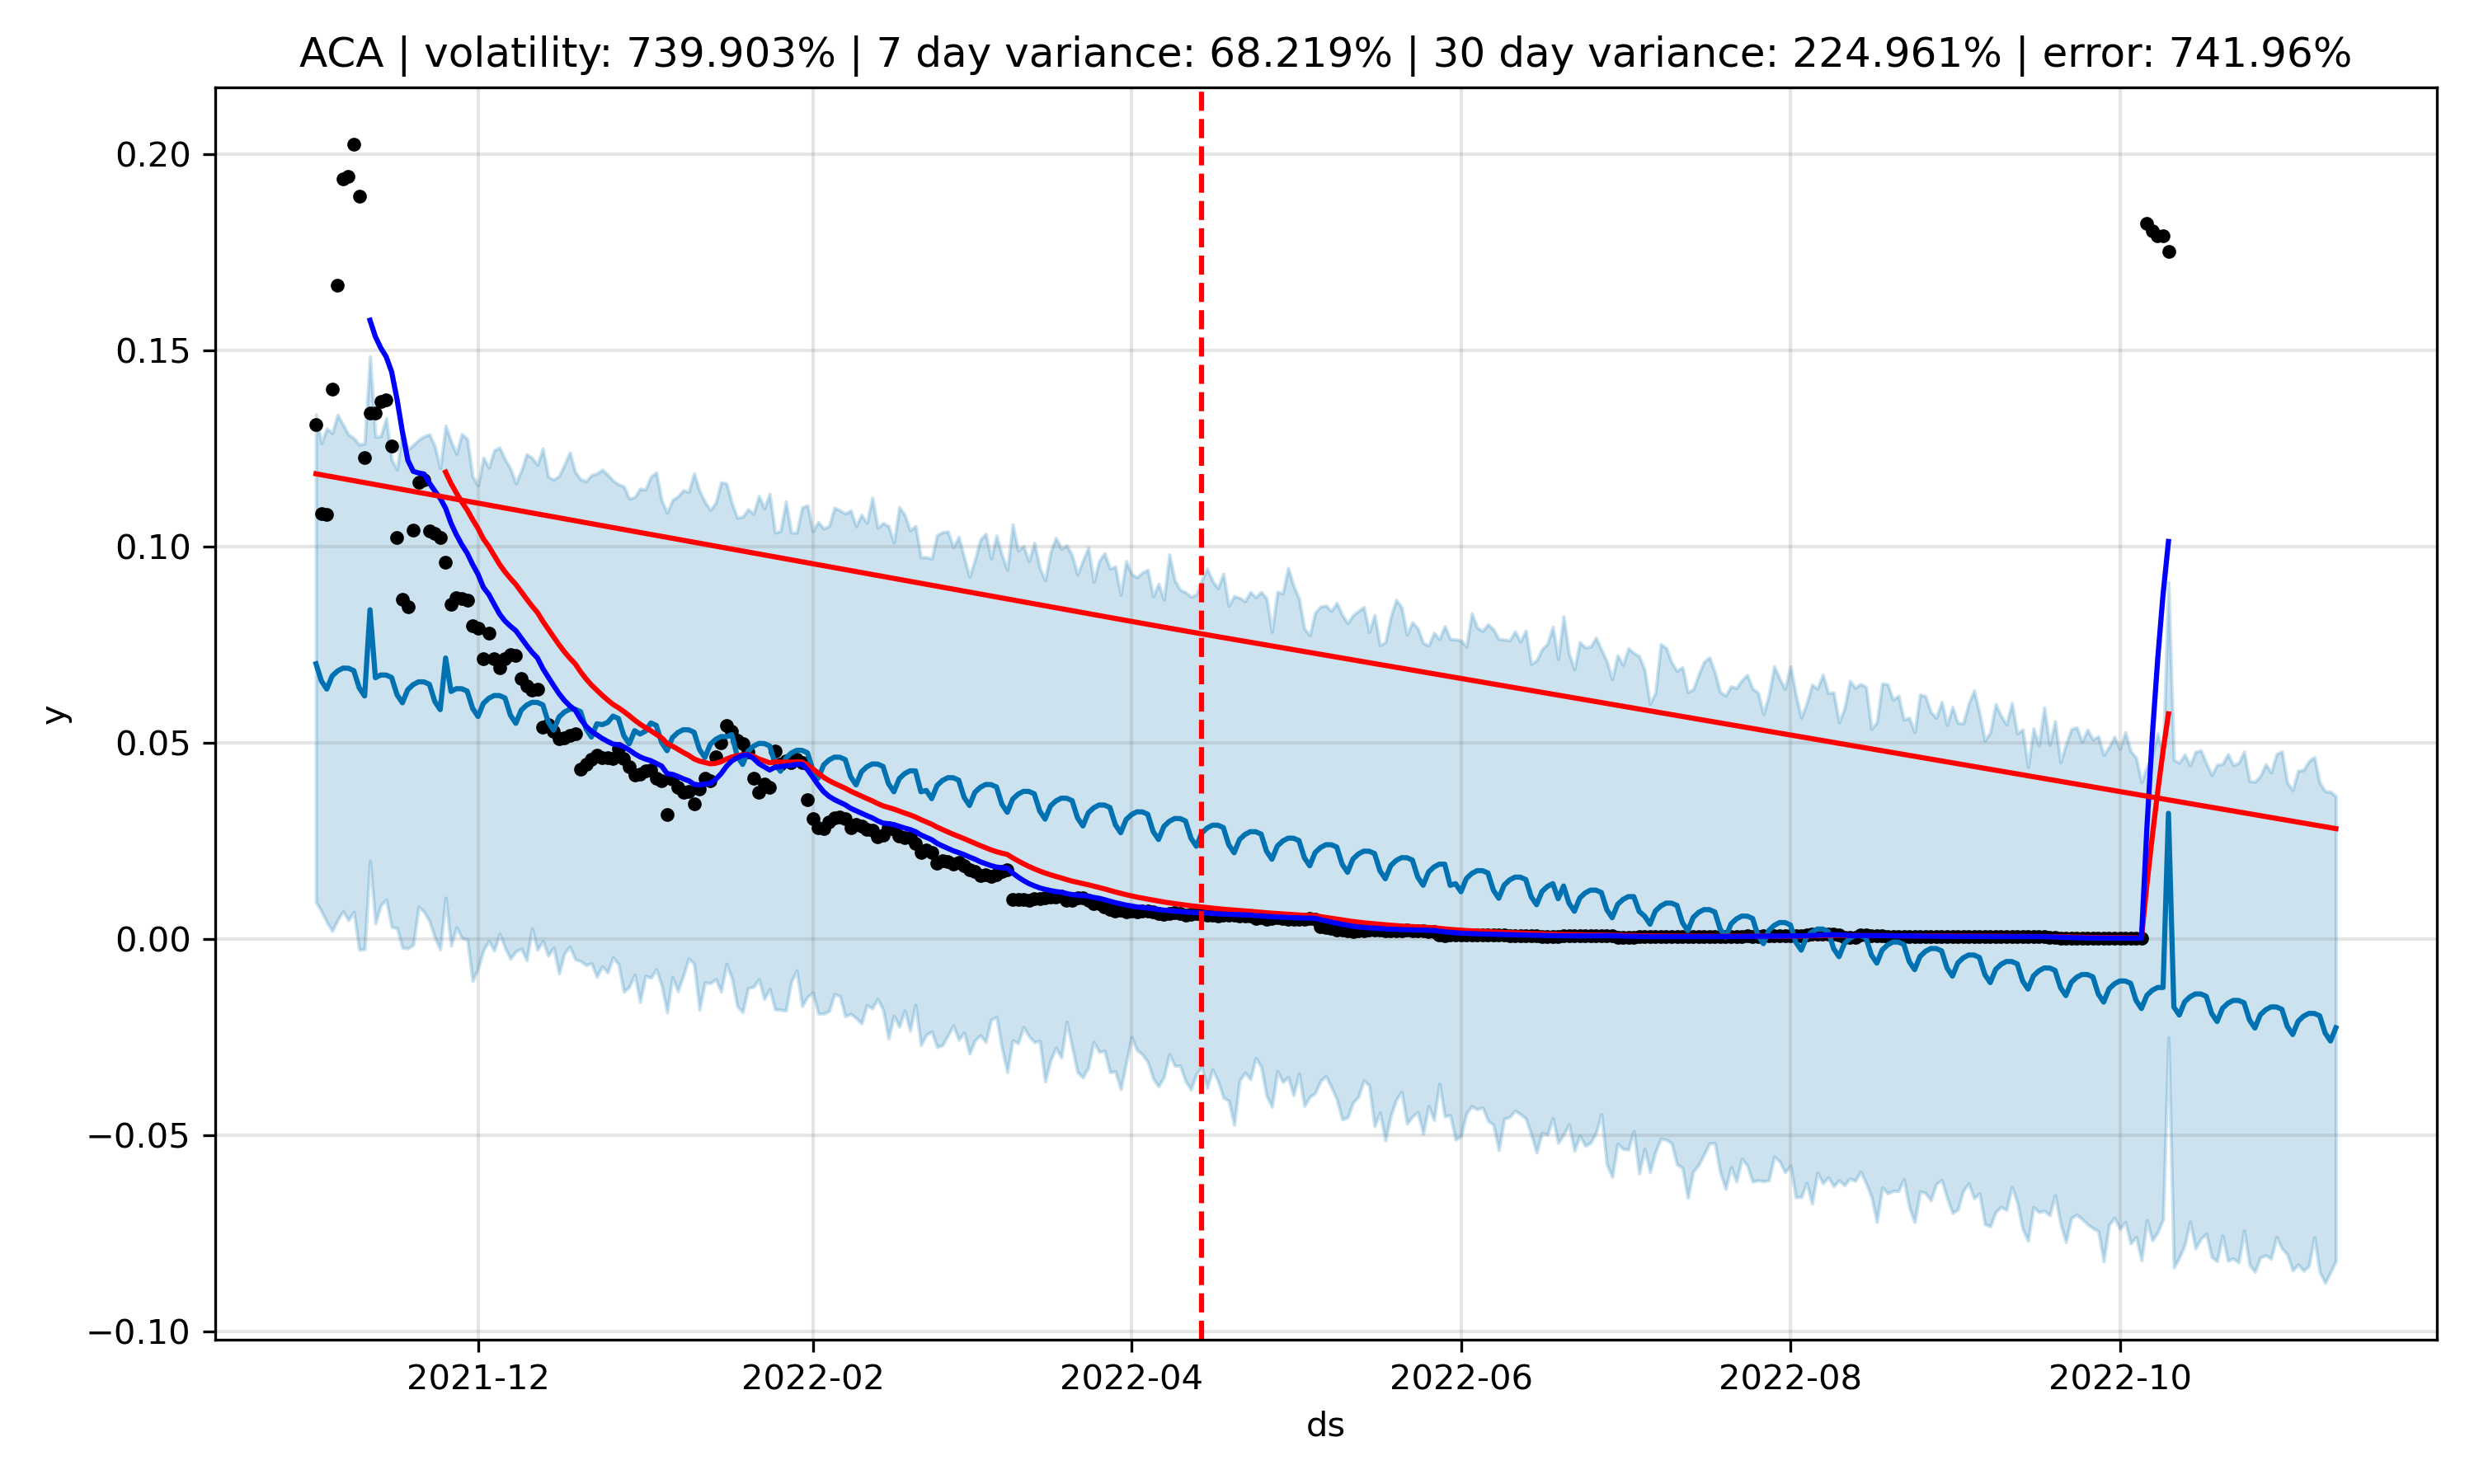 ACA | volatility: 739.903% | 7 day variance: 68.219% | 30 day variance: 224.961% | error: 741.96%
0.20
0.15
0.10
0.05
0.00
−0.05
−0.10
y
2021-12 2022-02 2022-04 2022-06 2022-08 2022-10
ds